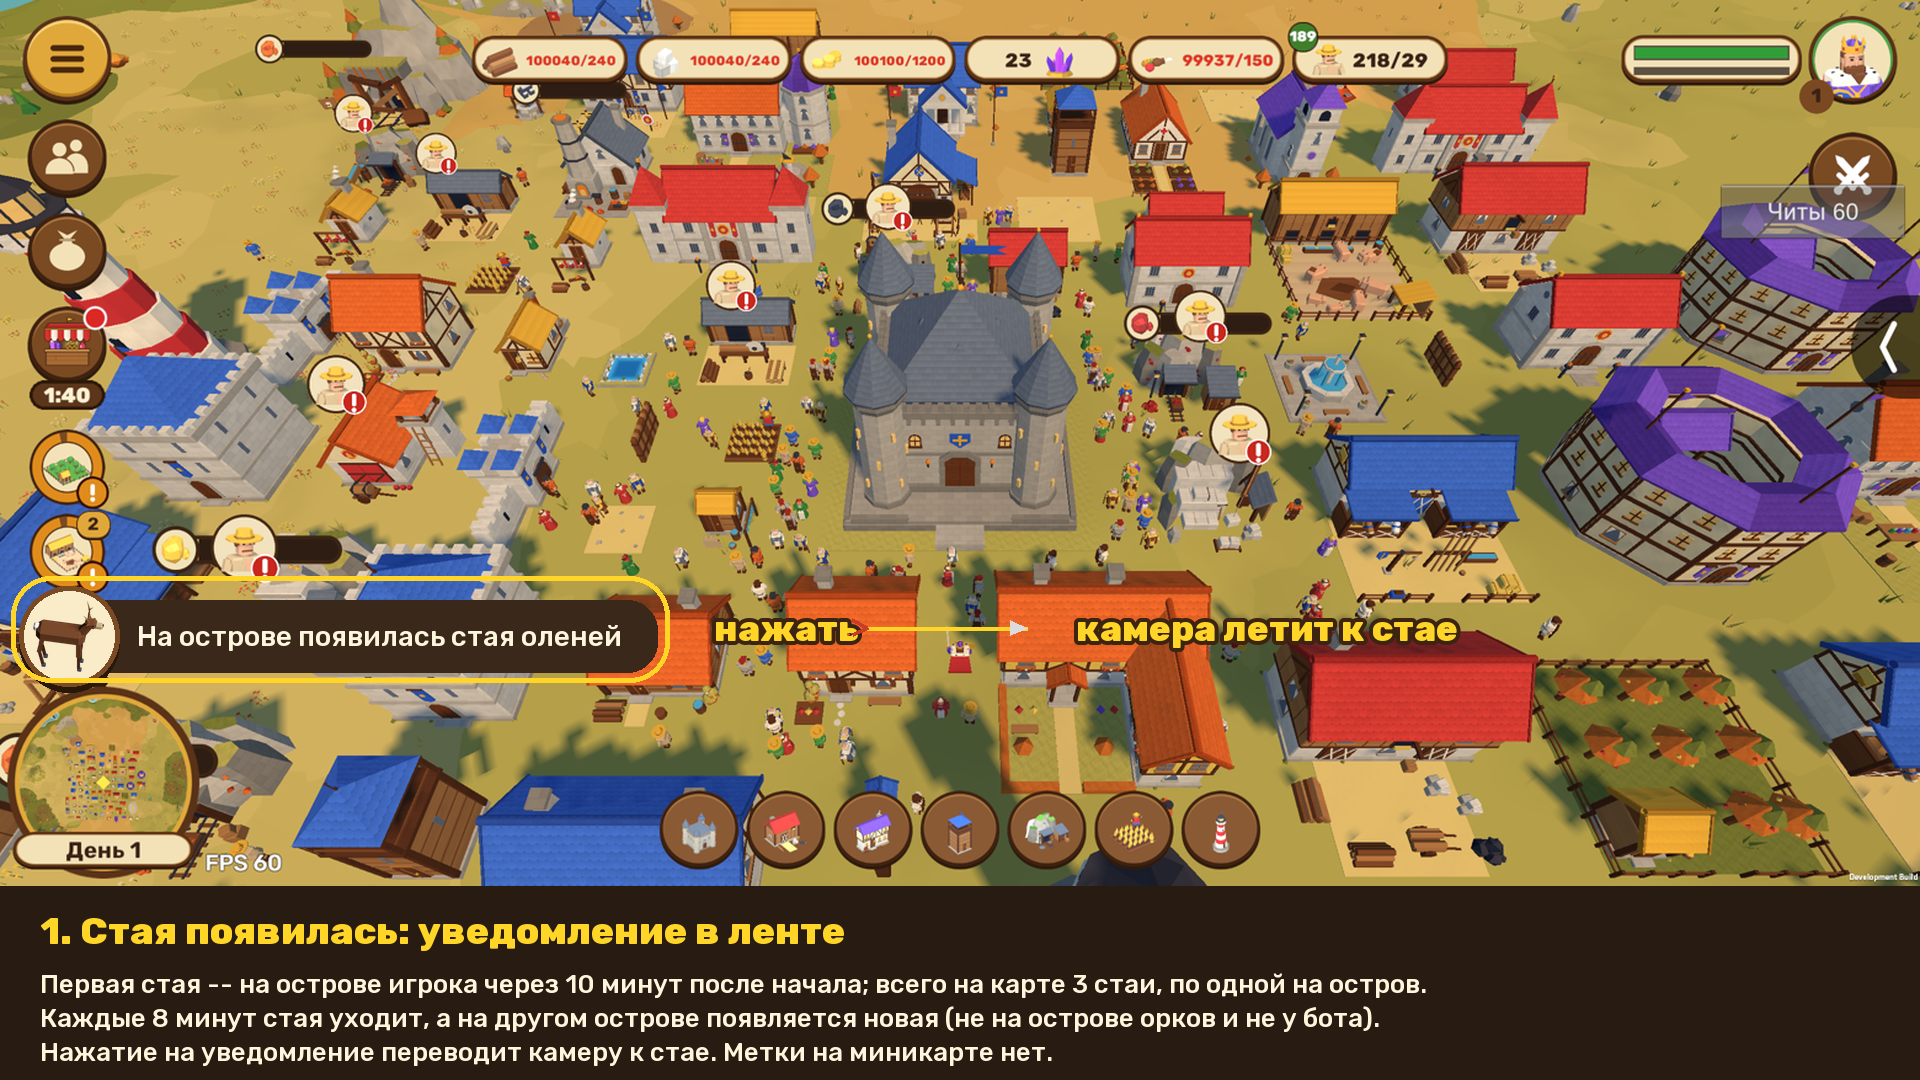 100040/240
100040/240
100100/1200
23
99937/150
189
218/29
1
Читы 60
1:40
!
2
!
На острове появилась стая оленей
нажать
камера летит к стае
День 1
FPS 60
Development Build
1. Стая появилась: уведомление в ленте
Первая стая -- на острове игрока через 10 минут после начала; всего на карте 3 стаи, по одной на остров.
Каждые 8 минут стая уходит, а на другом острове появляется новая (не на острове орков и не у бота).
Нажатие на уведомление переводит камеру к стае. Метки на миникарте нет.